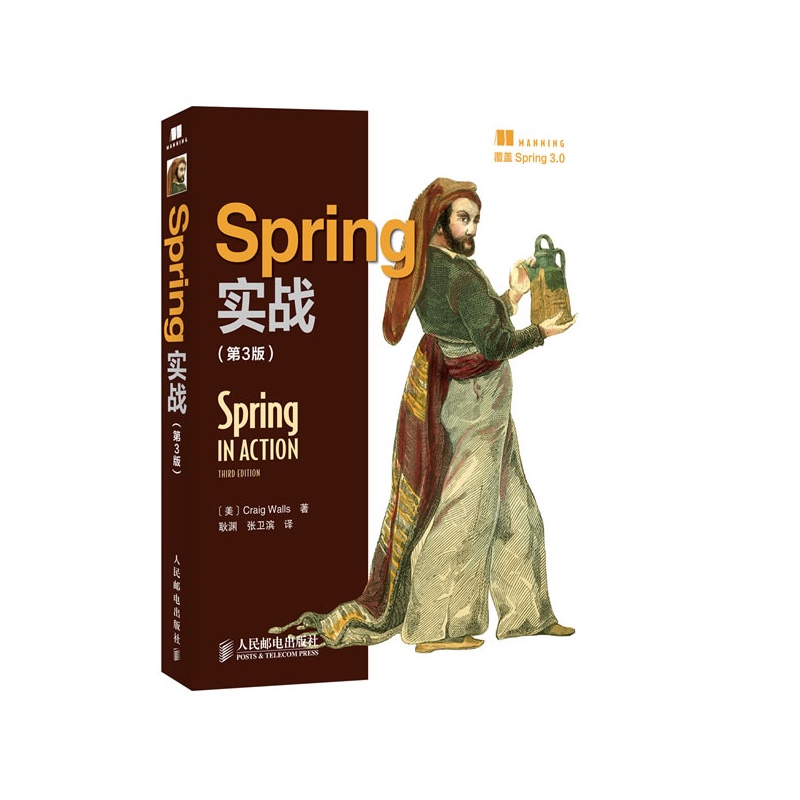 MANNING
Spring 实战
(第3版)
人民邮电出版社
MANNING
覆盖 Spring 3.0
Spring
实战
(第3版)
Spring
IN ACTION
THIRD EDITION
〔美〕Craig Walls 著
耿渊 张卫滨 译
人民邮电出版社
POSTS & TELECOM PRESS